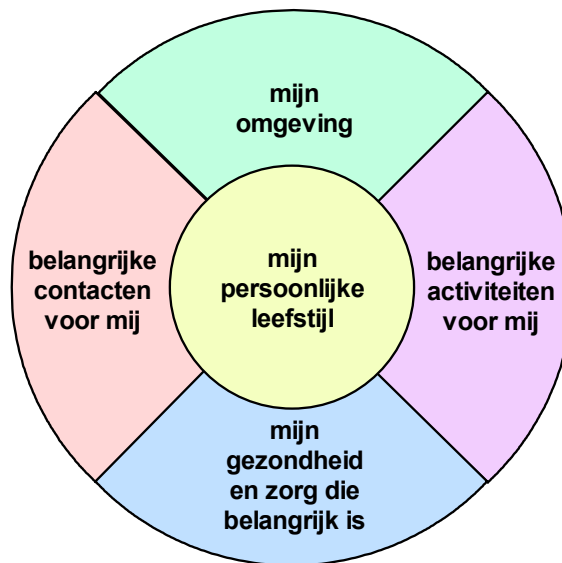 mijn
omgeving
belangrijke
contacten
voor mij
mijn
persoonlijke
leefstijl
belangrijke
activiteiten
voor mij
mijn
gezondheid
en zorg die
belangrijk is